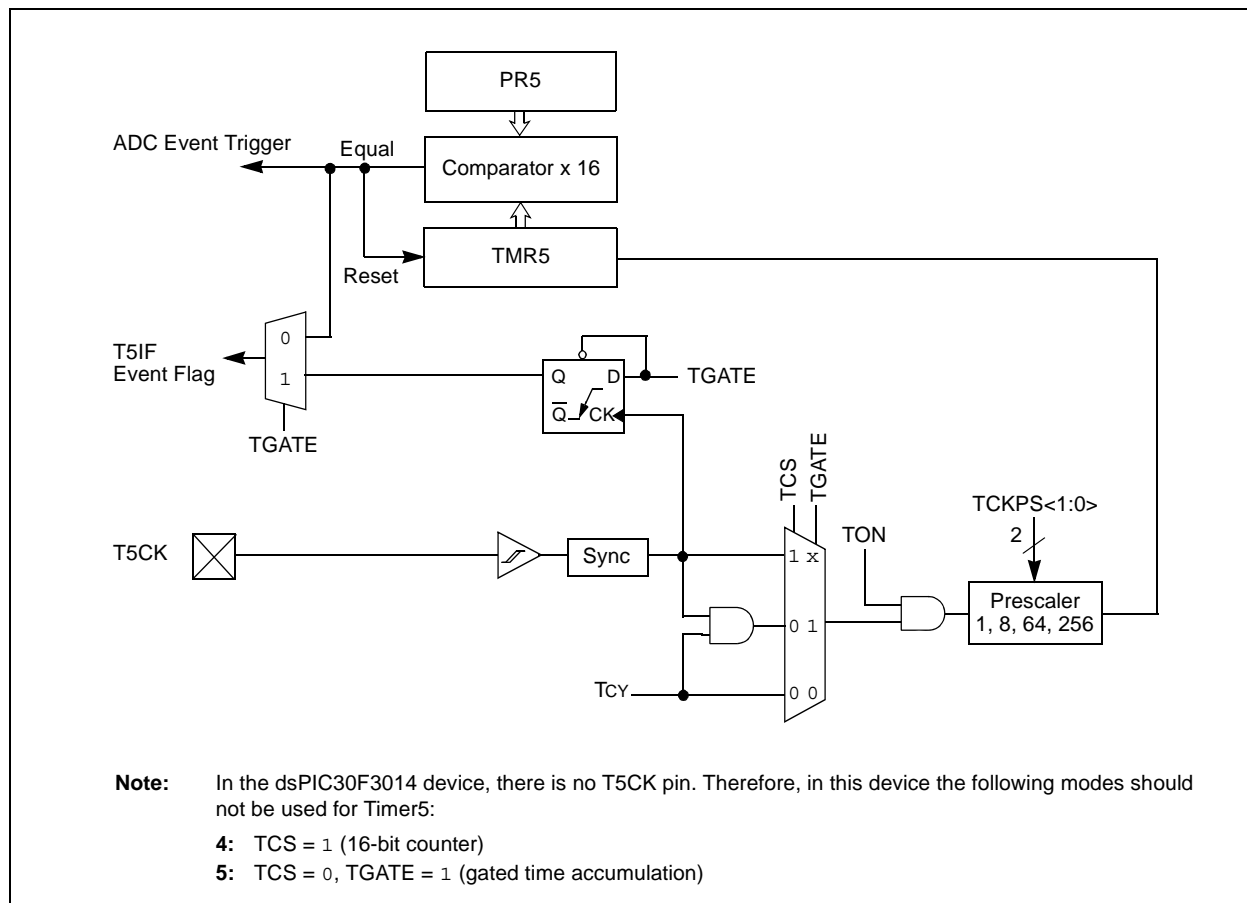 PR5
ADC Event Trigger
Equal
Comparator x 16
TMR5
Reset
0
T5IF
Event Flag
1
Q D
TGATE
Q CK
TGATE
TCS
TGATE
TCKPS<1:0>
2
TON
T5CK
Sync
1 x
Prescaler
1, 8, 64, 256
0 1
TCY
0 0
Note: In the dsPIC30F3014 device, there is no T5CK pin. Therefore, in this device the following modes should
not be used for Timer5:
4: TCS = 1 (16-bit counter)
5: TCS = 0, TGATE = 1 (gated time accumulation)